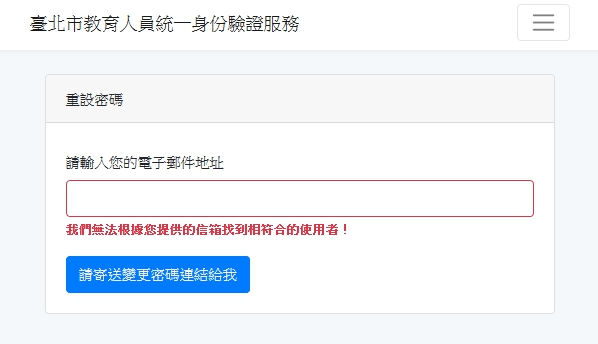 臺北市教育人員統一身份驗證服務
重設密碼
請輸入您的電子郵件地址
我們無法根據您提供的信箱找到相符合的使用者！
請寄送變更密碼連結給我